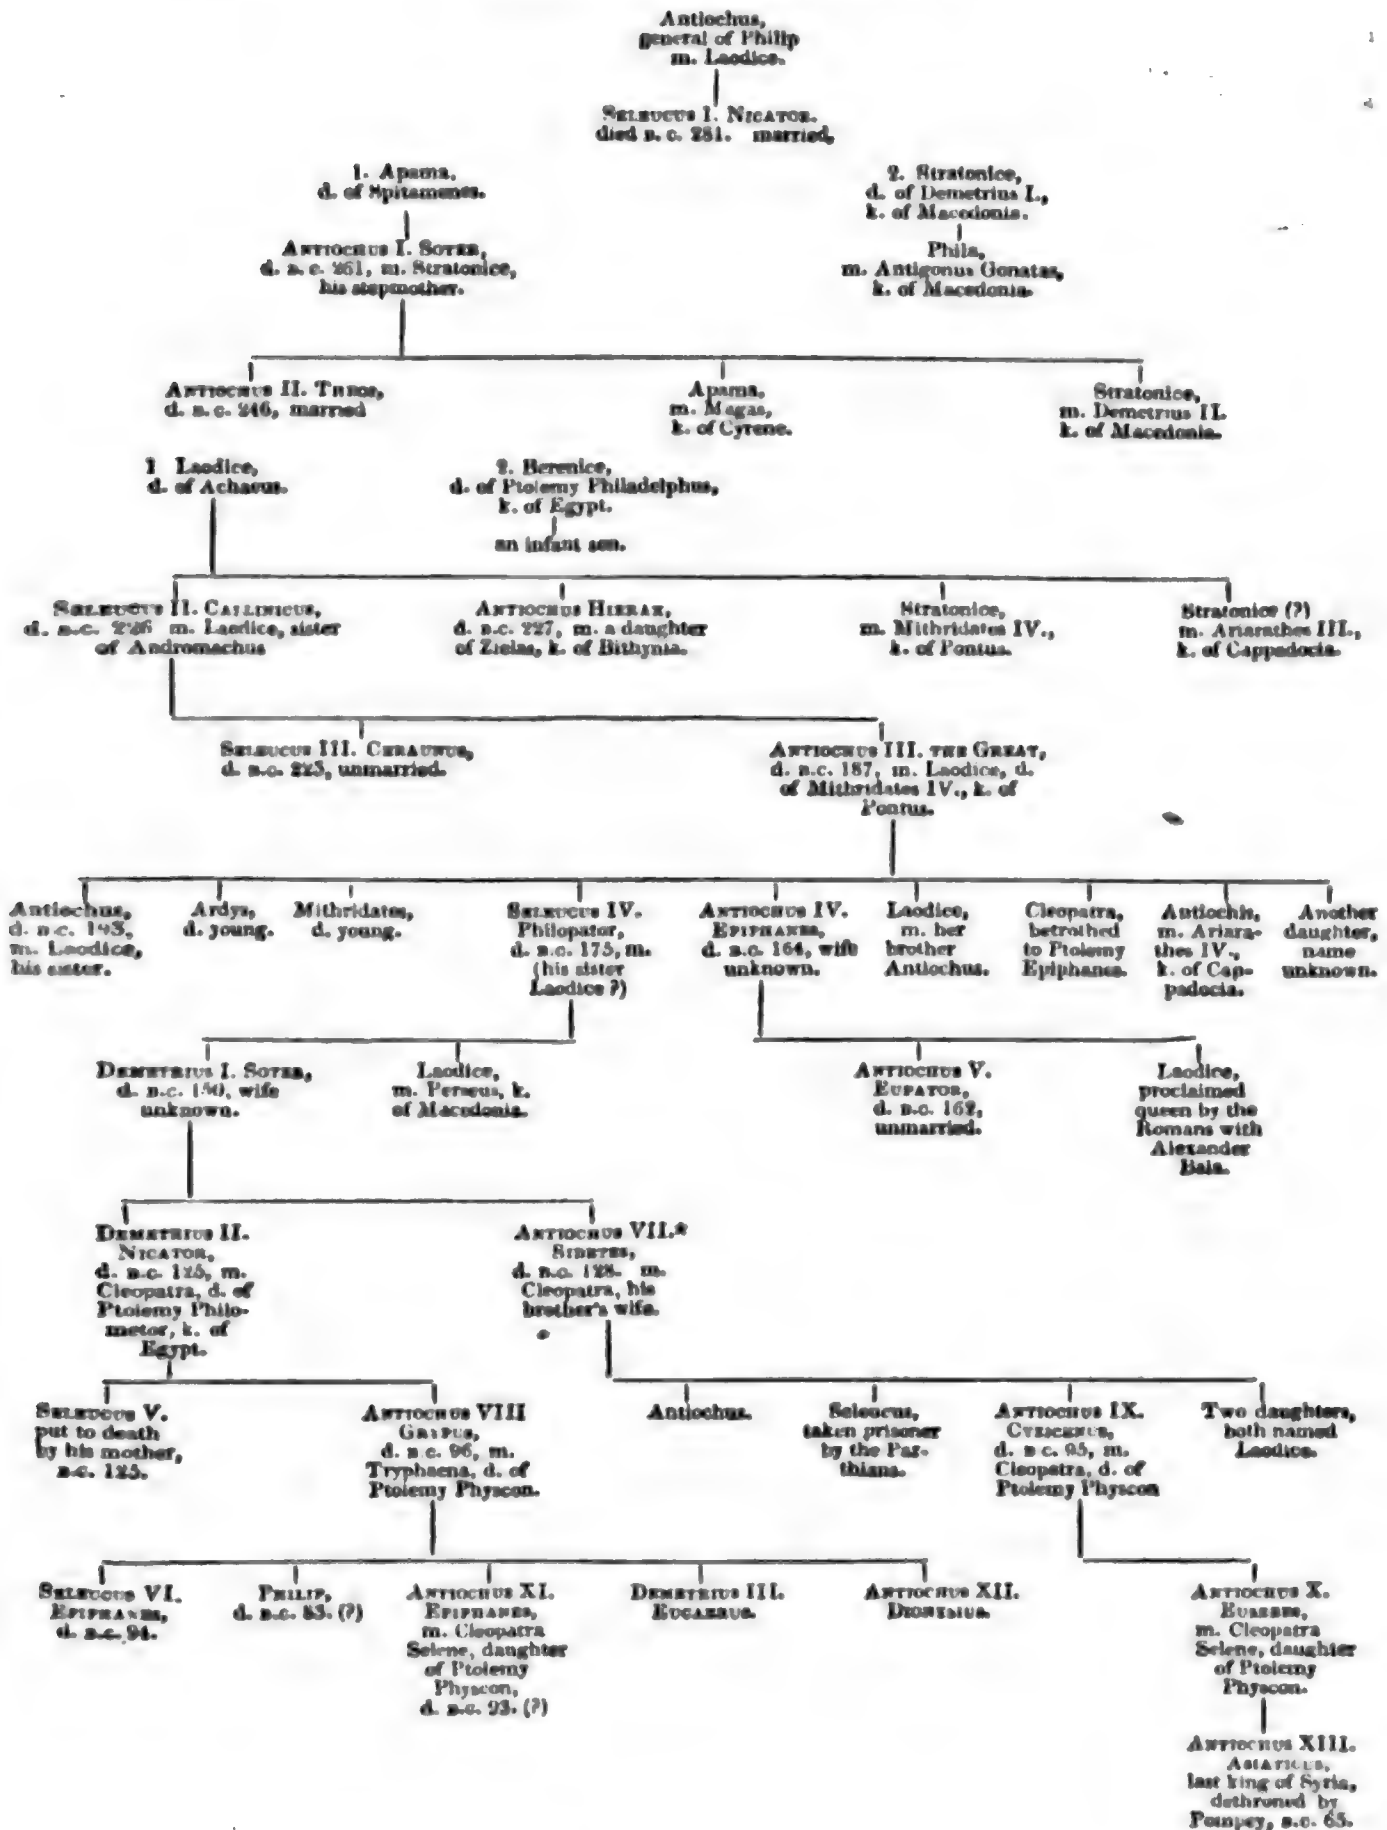 Antiochus,
general of Philip
m. Laodice.
SELEUCUS I. NICATOR.
died B. C. 281. married,
1. Apama,
d. of Spitamenes.
2. Stratonice,
d. of Demetrius I.,
k. of Macedonia.
ANTIOCHUS I. SOTER,
d. B. C. 261, m. Stratonice,
his stepmother.
Phila,
m. Antigonus Gonatas,
k. of Macedonia.
ANTIOCHUS II. THEOS,
d. B. C. 246, married
Apama,
m. Magas,
k. of Cyrene.
Stratonice,
m. Demetrius II.
k. of Macedonia.
1 Laodice,
d. of Achaeus.
2. Berenice,
d. of Ptolemy Philadelphus,
k. of Egypt.
an infant son.
SELEUCUS II. CALLINICUS,
d. B.C. 226 m. Laodice, sister
of Andromachus
ANTIOCHUS HIERAX,
d. B.C. 227, m. a daughter
of Zielas, k. of Bithynia.
Stratonice,
m. Mithridates IV.,
k. of Pontus.
Stratonice (?)
m. Ariarathes III.,
k. of Cappadocia.
SELEUCUS III. CERAUNUS,
d. B.C. 223, unmarried.
ANTIOCHUS III. THE GREAT,
d. B.C. 187, m. Laodice, d.
of Mithridates IV., k. of
Pontus.
Antiochus,
d. B.C. 193,
m. Laodice,
his sister.
Ardys,
d. young.
Mithridates,
d. young.
SELEUCUS IV.
Philopator,
d. B.C. 175, m.
(his sister
Laodice ?)
ANTIOCHUS IV.
EPIPHANES,
d. B.C. 164, wife
unknown.
Laodice,
m. her
brother
Antiochus.
Cleopatra,
betrothed
to Ptolemy
Epiphanes.
Antiochis,
m. Ariara-
thes IV.,
k. of Cap-
padocia.
Another
daughter,
name
unknown.
DEMETRIUS I. SOTER,
d. B.C. 150, wife
unknown.
Laodice,
m. Perseus, k.
of Macedonia.
ANTIOCHUS V.
EUPATOR,
d. B.C. 162,
unmarried.
Laodice,
proclaimed
queen by the
Romans with
Alexander
Bala.
DEMETRIUS II.
NICATOR,
d. B.C. 125, m.
Cleopatra, d. of
Ptolemy Philo-
metor, k. of
Egypt.
ANTIOCHUS VII.*
SIDETES,
d. B.C. 128. m.
Cleopatra, his
brother's wife.
SELEUCUS V.
put to death
by his mother,
B.C. 125.
ANTIOCHUS VIII
GRYPUS,
d. B.C. 96, m.
Tryphaena, d. of
Ptolemy Physcon.
Antiochus.
Seleucus,
taken prisoner
by the Par-
thians.
ANTIOCHUS IX.
CYZICENUS,
d. B.C. 95, m.
Cleopatra, d. of
Ptolemy Physcon
Two daughters,
both named
Laodice.
SELEUCUS VI.
EPIPHANES,
d. B.C. 94.
PHILIP,
d. B.C. 83. (?)
ANTIOCHUS XI.
EPIPHANES,
m. Cleopatra
Selene, daughter
of Ptolemy
Physcon,
d. B.C. 93. (?)
DEMETRIUS III.
EUCAERUS.
ANTIOCHUS XII.
DIONYSIUS.
ANTIOCHUS X.
EUSEBES,
m. Cleopatra
Selene, daughter
of Ptolemy
Physcon.
ANTIOCHUS XIII.
ASIATICUS,
last king of Syria,
dethroned by
Pompey, B.C. 65.